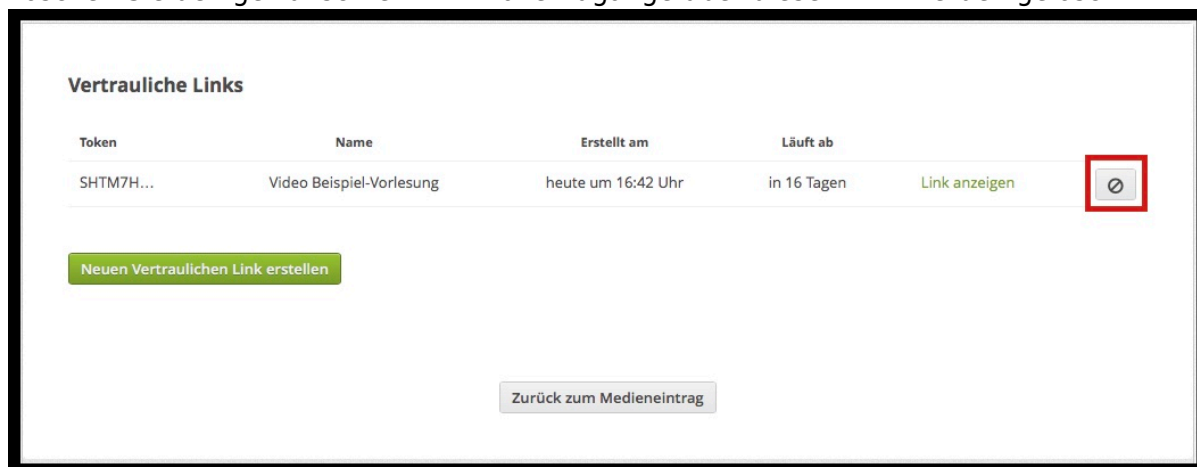 Vertrauliche Links
Token Name Erstellt am Läuft ab
SHTM7H... Video Beispiel-Vorlesung heute um 16:42 Uhr in 16 Tagen Link anzeigen
Neuen Vertraulichen Link erstellen
Zurück zum Medieneintrag